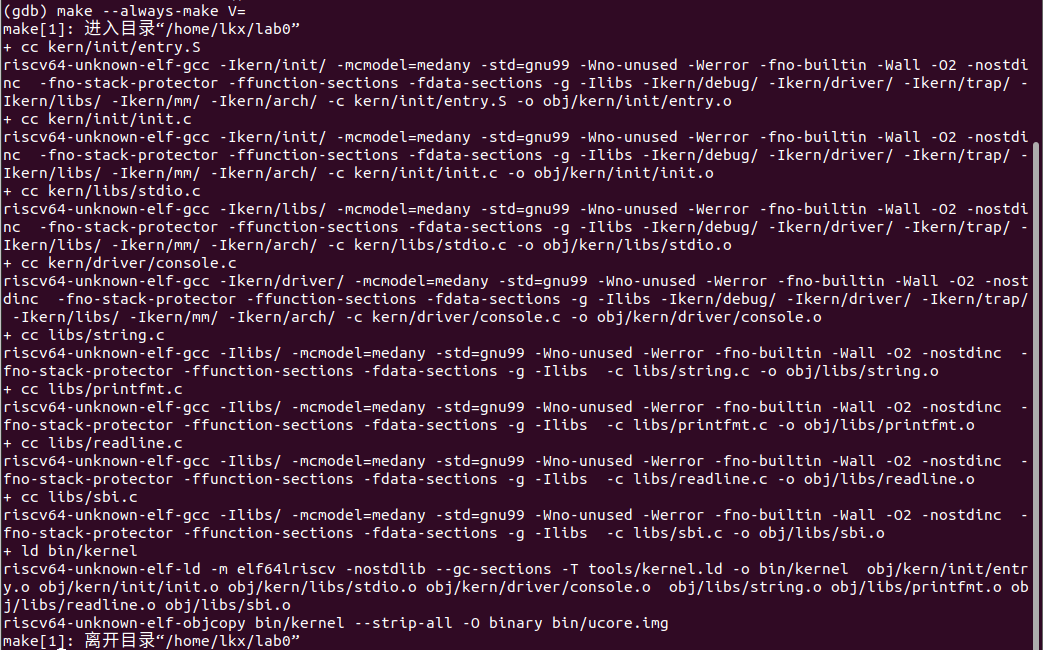 (gdb) make --always-make V=
make[1]: 进入目录“/home/lkx/lab0”
+ cc kern/init/entry.S
riscv64-unknown-elf-gcc -Ikern/init/ -mcmodel=medany -std=gnu99 -Wno-unused -Werror -fno-builtin -Wall -O2 -nostdi
nc  -fno-stack-protector -ffunction-sections -fdata-sections -g -Ilibs -Ikern/debug/ -Ikern/driver/ -Ikern/trap/ -
Ikern/libs/ -Ikern/mm/ -Ikern/arch/ -c kern/init/entry.S -o obj/kern/init/entry.o
+ cc kern/init/init.c
riscv64-unknown-elf-gcc -Ikern/init/ -mcmodel=medany -std=gnu99 -Wno-unused -Werror -fno-builtin -Wall -O2 -nostdi
nc  -fno-stack-protector -ffunction-sections -fdata-sections -g -Ilibs -Ikern/debug/ -Ikern/driver/ -Ikern/trap/ -
Ikern/libs/ -Ikern/mm/ -Ikern/arch/ -c kern/init/init.c -o obj/kern/init/init.o
+ cc kern/libs/stdio.c
riscv64-unknown-elf-gcc -Ikern/libs/ -mcmodel=medany -std=gnu99 -Wno-unused -Werror -fno-builtin -Wall -O2 -nostdi
nc  -fno-stack-protector -ffunction-sections -fdata-sections -g -Ilibs -Ikern/debug/ -Ikern/driver/ -Ikern/trap/ -
Ikern/libs/ -Ikern/mm/ -Ikern/arch/ -c kern/libs/stdio.c -o obj/kern/libs/stdio.o
+ cc kern/driver/console.c
riscv64-unknown-elf-gcc -Ikern/driver/ -mcmodel=medany -std=gnu99 -Wno-unused -Werror -fno-builtin -Wall -O2 -nost
dinc  -fno-stack-protector -ffunction-sections -fdata-sections -g -Ilibs -Ikern/debug/ -Ikern/driver/ -Ikern/trap/
 -Ikern/libs/ -Ikern/mm/ -Ikern/arch/ -c kern/driver/console.c -o obj/kern/driver/console.o
+ cc libs/string.c
riscv64-unknown-elf-gcc -Ilibs/ -mcmodel=medany -std=gnu99 -Wno-unused -Werror -fno-builtin -Wall -O2 -nostdinc  -
fno-stack-protector -ffunction-sections -fdata-sections -g -Ilibs  -c libs/string.c -o obj/libs/string.o
+ cc libs/printfmt.c
riscv64-unknown-elf-gcc -Ilibs/ -mcmodel=medany -std=gnu99 -Wno-unused -Werror -fno-builtin -Wall -O2 -nostdinc  -
fno-stack-protector -ffunction-sections -fdata-sections -g -Ilibs  -c libs/printfmt.c -o obj/libs/printfmt.o
+ cc libs/readline.c
riscv64-unknown-elf-gcc -Ilibs/ -mcmodel=medany -std=gnu99 -Wno-unused -Werror -fno-builtin -Wall -O2 -nostdinc  -
fno-stack-protector -ffunction-sections -fdata-sections -g -Ilibs  -c libs/readline.c -o obj/libs/readline.o
+ cc libs/sbi.c
riscv64-unknown-elf-gcc -Ilibs/ -mcmodel=medany -std=gnu99 -Wno-unused -Werror -fno-builtin -Wall -O2 -nostdinc  -
fno-stack-protector -ffunction-sections -fdata-sections -g -Ilibs  -c libs/sbi.c -o obj/libs/sbi.o
+ ld bin/kernel
riscv64-unknown-elf-ld -m elf64lriscv -nostdlib --gc-sections -T tools/kernel.ld -o bin/kernel  obj/kern/init/entr
y.o obj/kern/init/init.o obj/kern/libs/stdio.o obj/kern/driver/console.o  obj/libs/string.o obj/libs/printfmt.o ob
j/libs/readline.o obj/libs/sbi.o
riscv64-unknown-elf-objcopy bin/kernel --strip-all -O binary bin/ucore.img
make[1]: 离开目录“/home/lkx/lab0”